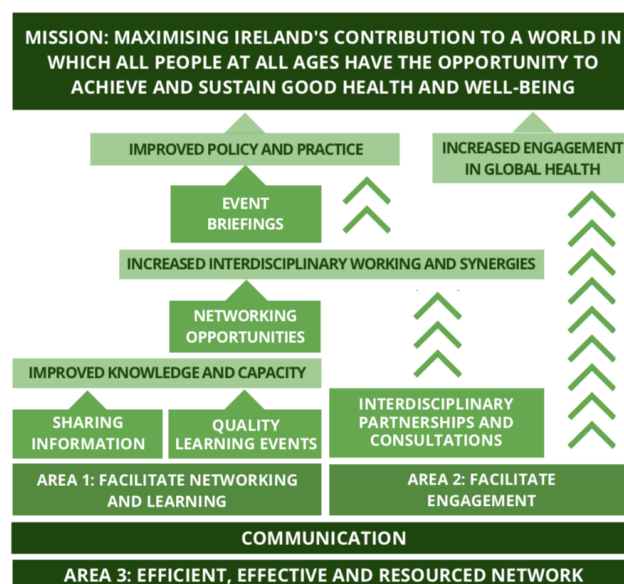 MISSION: MAXIMISING IRELAND'S CONTRIBUTION TO A WORLD IN
WHICH ALL PEOPLE AT ALL AGES HAVE THE OPPORTUNITY TO
ACHIEVE AND SUSTAIN GOOD HEALTH AND WELL-BEING
IMPROVED POLICY AND PRACTICE
INCREASED ENGAGEMENT
IN GLOBAL HEALTH
EVENT
BRIEFINGS
INCREASED INTERDISCIPLINARY WORKING AND SYNERGIES
NETWORKING
OPPORTUNITIES
IMPROVED KNOWLEDGE AND CAPACITY
SHARING
INFORMATION
QUALITY
LEARNING EVENTS
INTERDISCIPLINARY
PARTNERSHIPS AND
CONSULTATIONS
AREA 1: FACILITATE NETWORKING
AND LEARNING
AREA 2: FACILITATE
ENGAGEMENT
COMMUNICATION
AREA 3: EFFICIENT, EFFECTIVE AND RESOURCED NETWORK